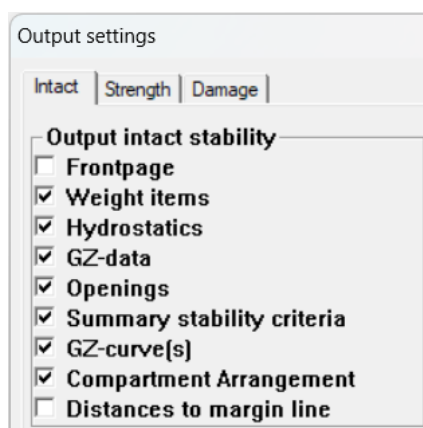 Output settings
Intact Strength Damage
Output intact stability
Frontpage
Weight items
Hydrostatics
GZ-data
Openings
Summary stability criteria
GZ-curve(s)
Compartment Arrangement
Distances to margin line